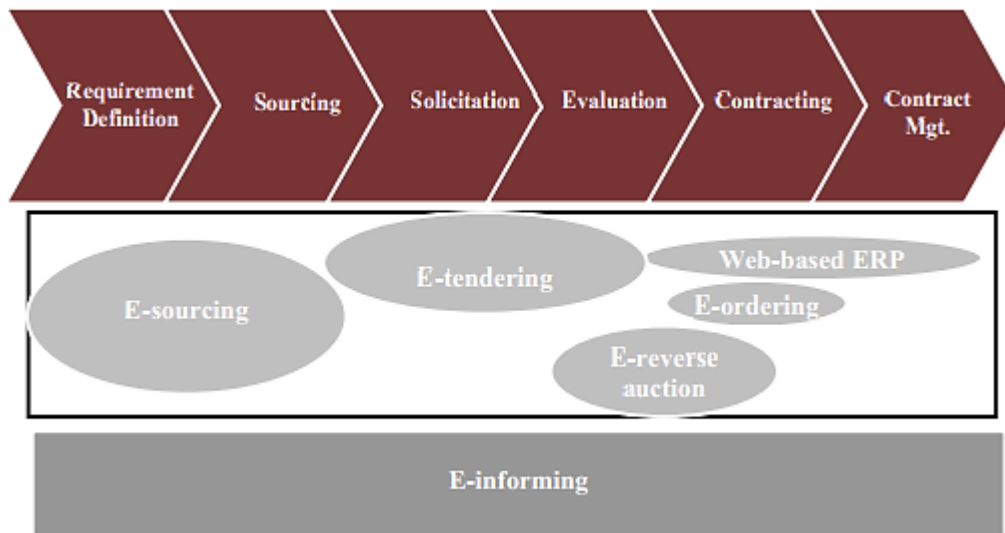 Requirement
Definition
Sourcing
Solicitation
Evaluation
Contracting
Contract
Mgt.
E-sourcing
E-tendering
Web-based ERP
E-ordering
E-reverse
auction
E-informing